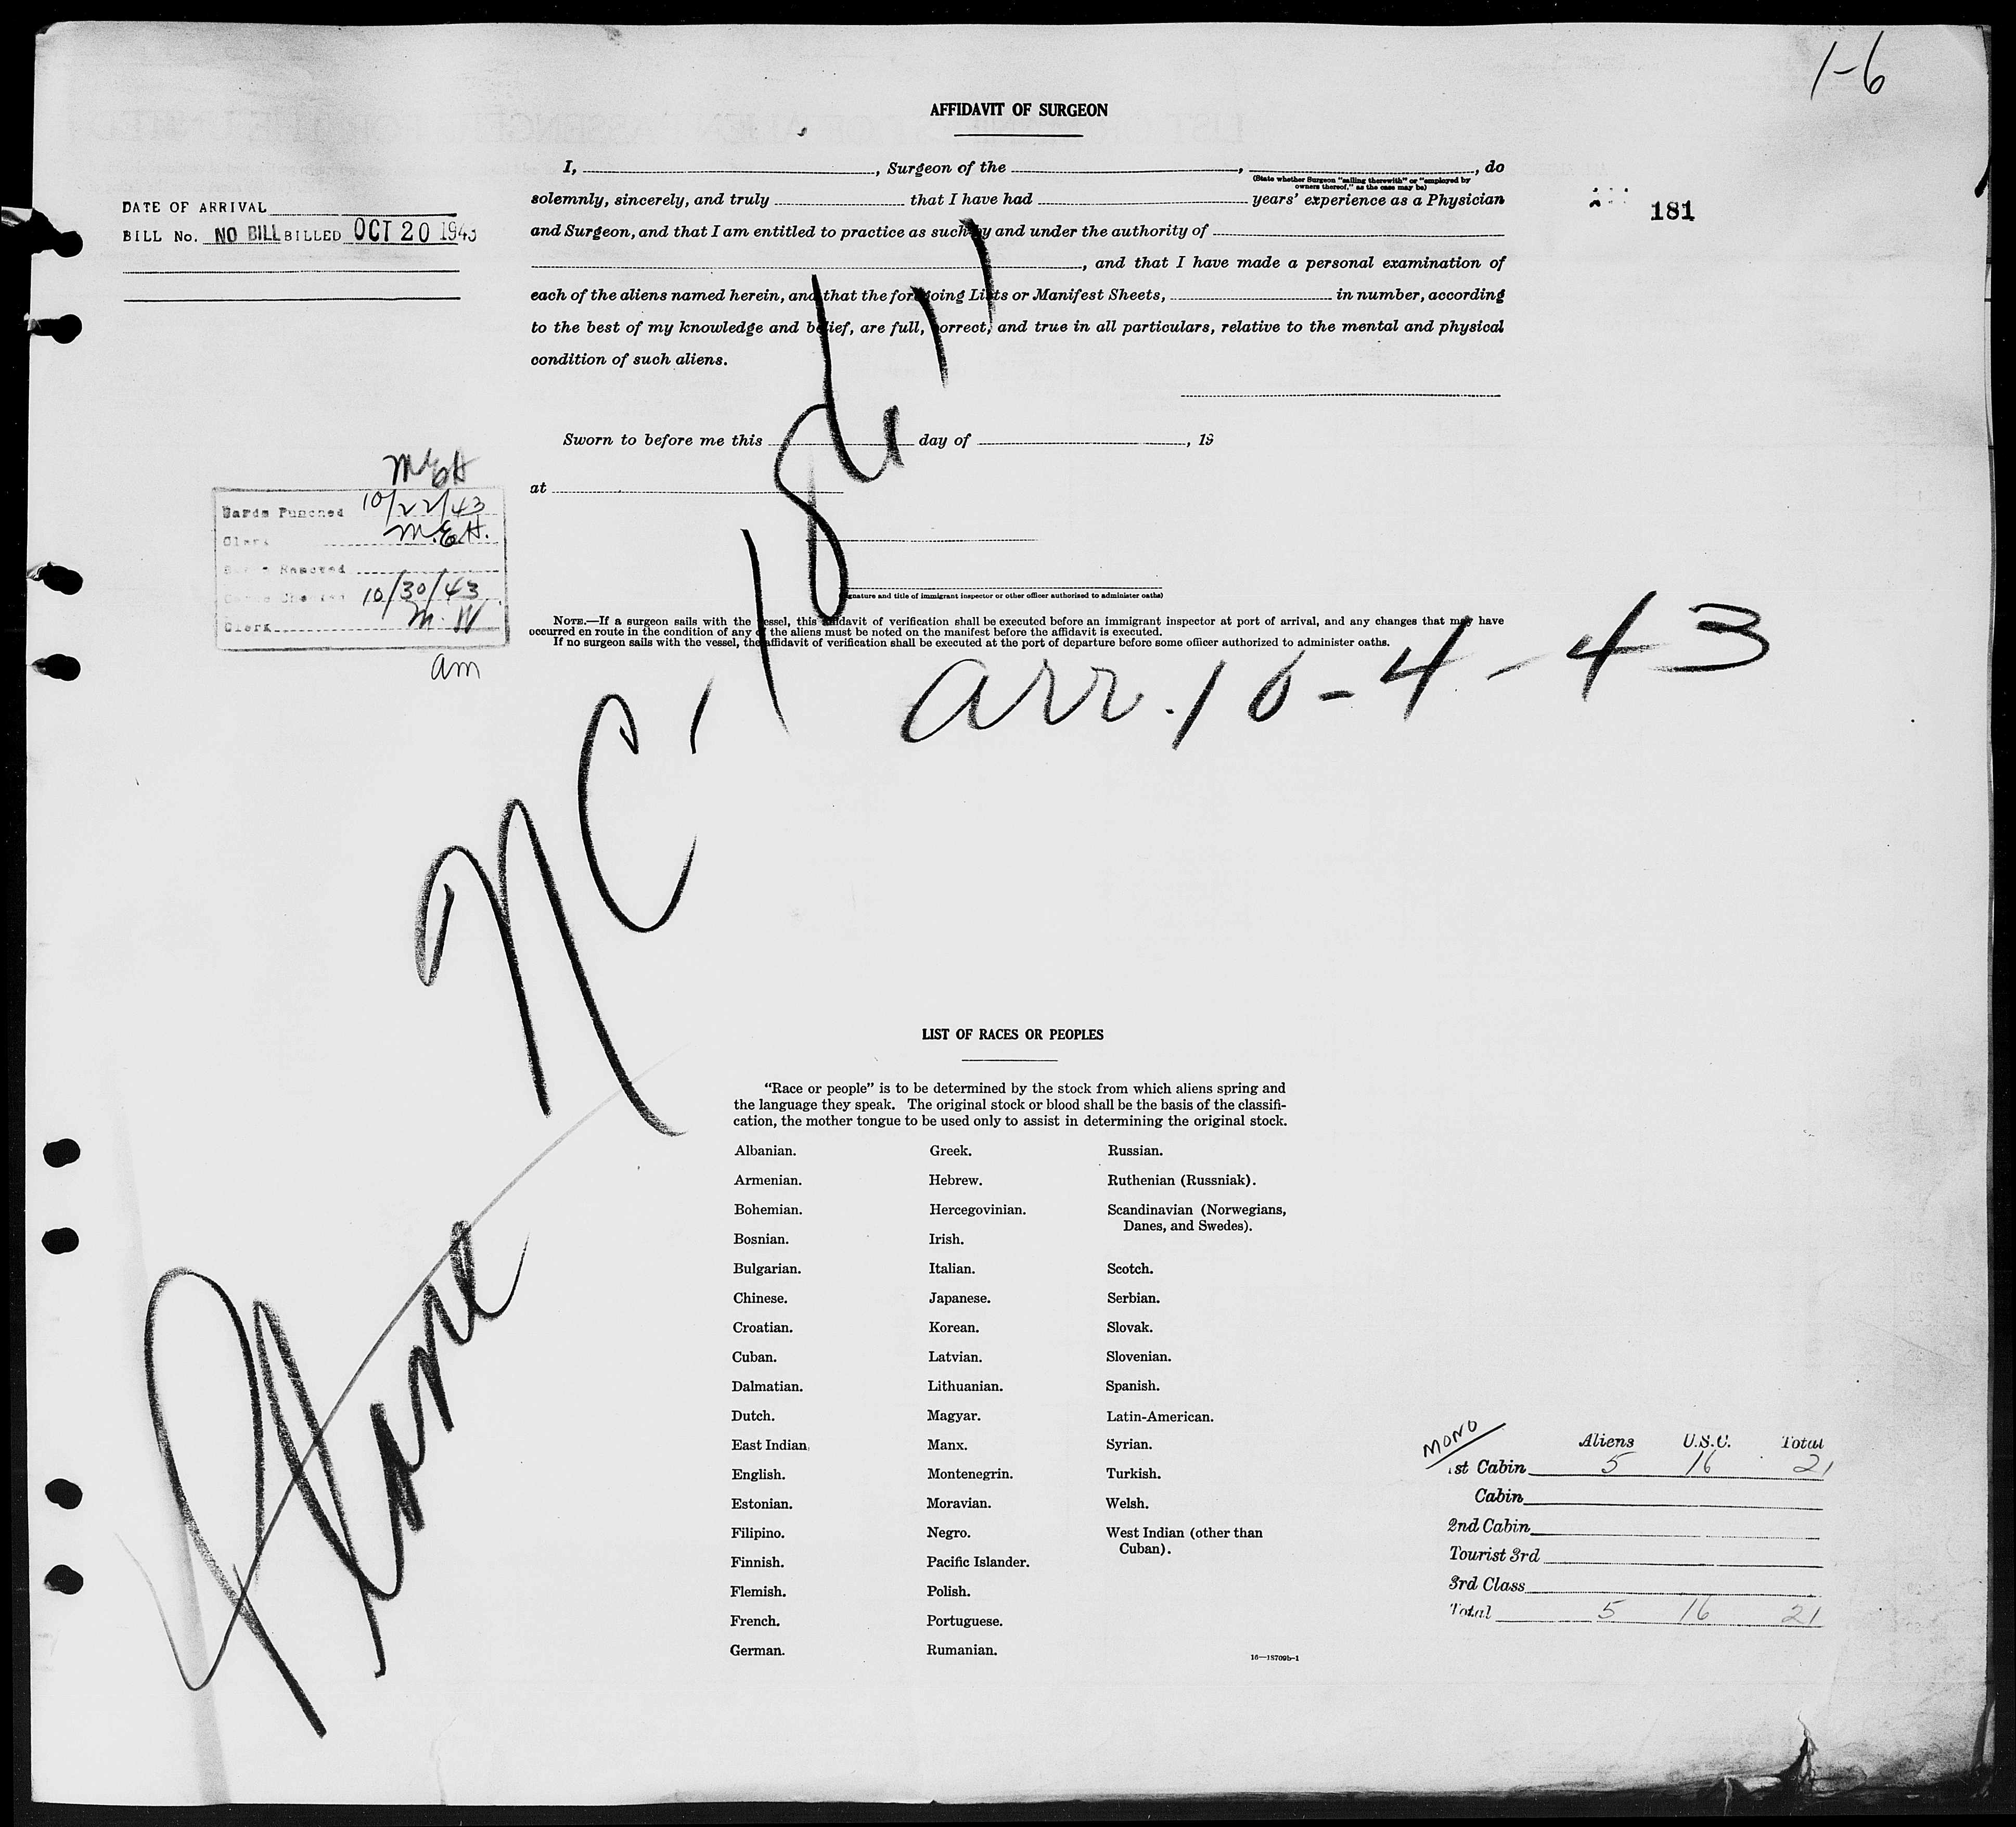 1-6
AFFIDAVIT OF SURGEON
I, , Surgeon of the , , do
(State whether Surgeon "sailing therewith" or "employed by
owners thereof," as the case may be)
solemnly, sincerely, and truly that I have had years' experience as a Physician
and Surgeon, and that I am entitled to practice as such by and under the authority of
, and that I have made a personal examination of
each of the aliens named herein, and that the foregoing Lists or Manifest Sheets, in number, according
to the best of my knowledge and belief, are full, correct, and true in all particulars, relative to the mental and physical
condition of such aliens.
DATE OF ARRIVAL
BILL No. NO BILL BILLED OCT 20 1943
181
Sworn to before me this day of , 19
at
(Signature and title of immigrant inspector or other officer authorized to administer oaths)
NOTE.—If a surgeon sails with the vessel, this affidavit of verification shall be executed before an immigrant inspector at port of arrival, and any changes that may have
occurred en route in the condition of any of the aliens must be noted on the manifest before the affidavit is executed.
If no surgeon sails with the vessel, the affidavit of verification shall be executed at the port of departure before some officer authorized to administer oaths.
M.E.H
Cards Punched 10/22/43
Clerk M.E.H.
10/30/43
Clerk M. W
am
Plane NC-
arr. 10-4-43
LIST OF RACES OR PEOPLES
"Race or people" is to be determined by the stock from which aliens spring and
the language they speak. The original stock or blood shall be the basis of the classifi-
cation, the mother tongue to be used only to assist in determining the original stock.
Albanian.
Armenian.
Bohemian.
Bosnian.
Bulgarian.
Chinese.
Croatian.
Cuban.
Dalmatian.
Dutch.
East Indian.
English.
Estonian.
Filipino.
Finnish.
Flemish.
French.
German.
Greek.
Hebrew.
Hercegovinian.
Irish.
Italian.
Japanese.
Korean.
Latvian.
Lithuanian.
Magyar.
Manx.
Montenegrin.
Moravian.
Negro.
Pacific Islander.
Polish.
Portuguese.
Rumanian.
Russian.
Ruthenian (Russniak).
Scandinavian (Norwegians,
Danes, and Swedes).
Scotch.
Serbian.
Slovak.
Slovenian.
Spanish.
Latin-American.
Syrian.
Turkish.
Welsh.
West Indian (other than
Cuban).
16—18709b-1
MONO
Aliens U.S.C. Total
1st Cabin 5 16 21
Cabin
2nd Cabin
Tourist 3rd
3rd Class
Total 5 16 21